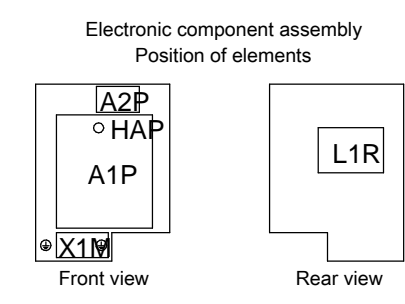 Electronic component assembly
Position of elements
A2P
HAP
A1P
L1R
X1M
Front view
Rear view